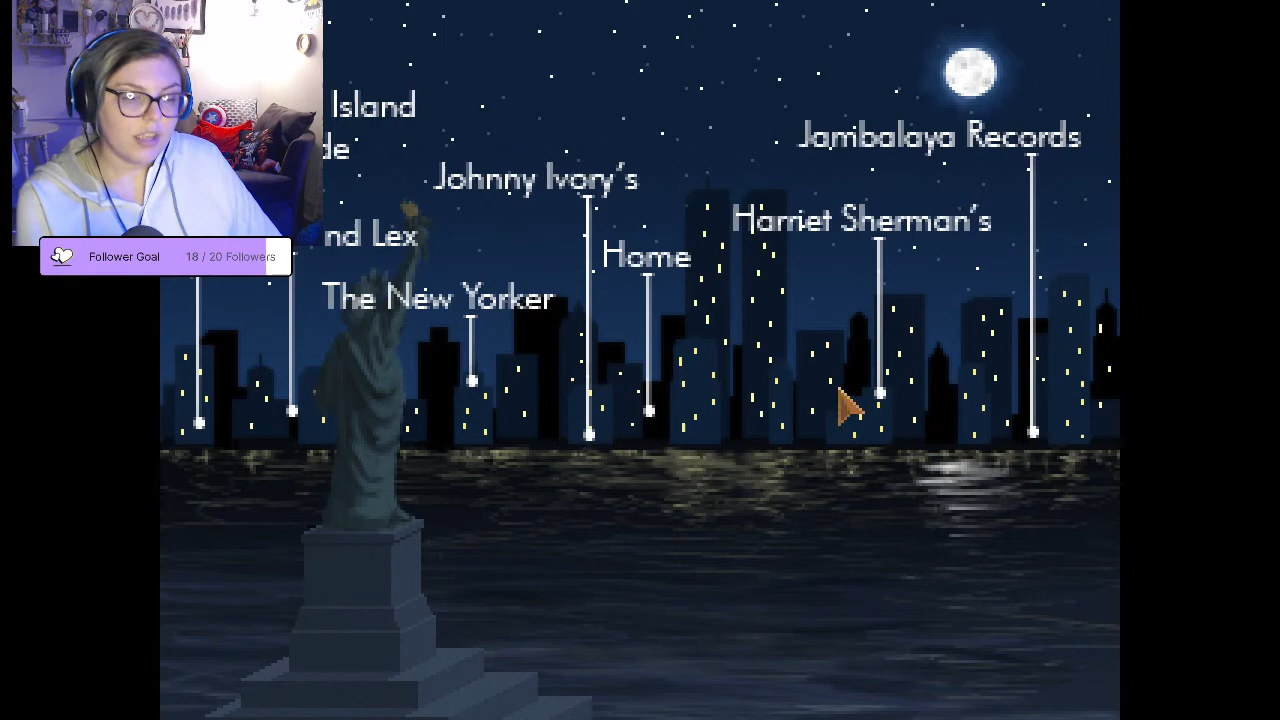 Island
de
Jambalaya Records
Johnny Ivory's
Harriet Sherman's
nd Lex
Home
Follower Goal 18 / 20 Followers
The New Yorker